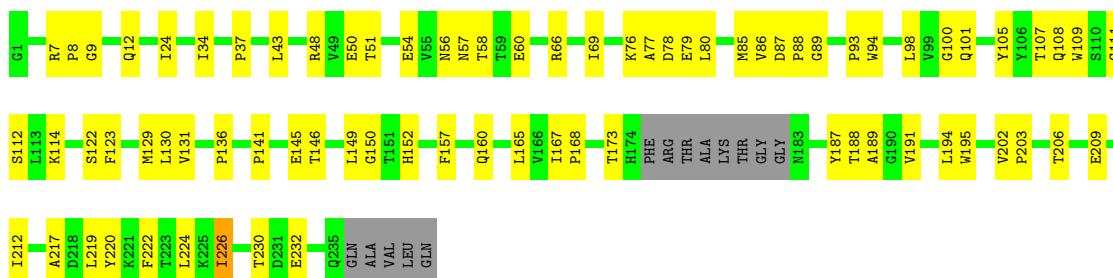 G1 R7 P8 G9 Q12 I24 I34 P37 L43 R48 V49 E50 T51 E54 V55 N56 N57 T58 T59 E60 R66 I69 K76 A77 D78 E79 L80 M85 V86 D87 P88 G89 P93 W94 L98 V99 G100 Q101 Y105 Y106 T107 Q108 W109 S110
S112 L113 K114 S122 F123 M129 L130 V131 P136 P141 E145 T146 L149 G150 T151 H152 F157 Q160 L165 V166 I167 P168 T173 H174 PHE ARG THR ALA LYS THR GLY GLY N183 Y187 T188 A189 G190 V191 L194 W195 V202 P203 T206 E209
I212 A217 D218 L219 Y220 K221 F222 T223 L224 K225 I226 T230 D231 E232 Q235 GLN ALA VAL LEU GLN